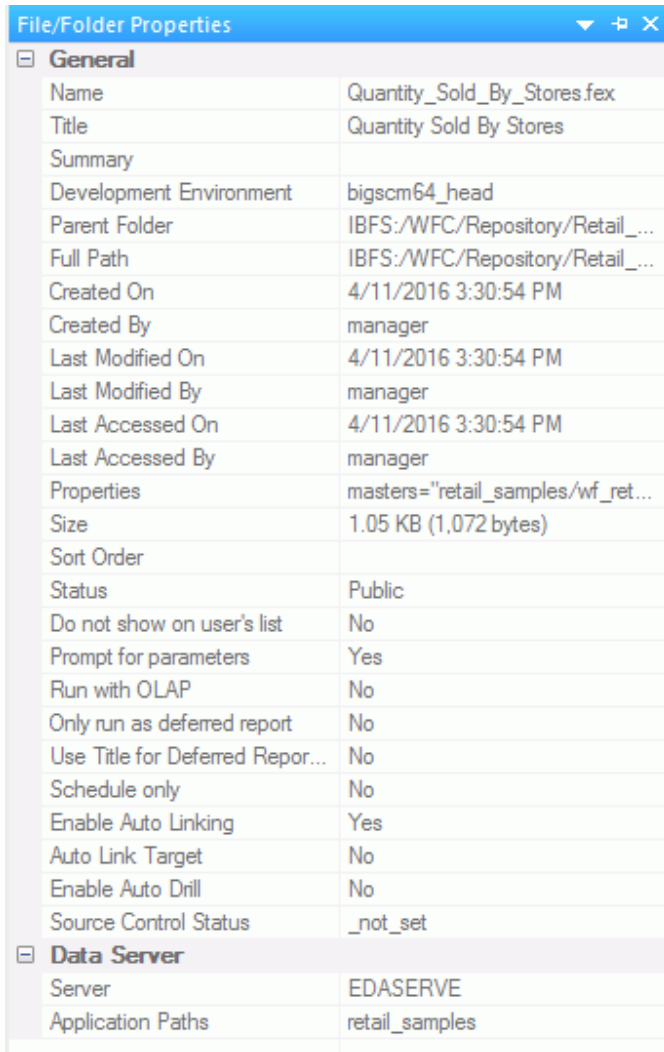 File/Folder Properties
General
Name Quantity_Sold_By_Stores.fex
Title Quantity Sold By Stores
Summary
Development Environment bigscm64_head
Parent Folder IBFS:/WFC/Repository/Retail_...
Full Path IBFS:/WFC/Repository/Retail_...
Created On 4/11/2016 3:30:54 PM
Created By manager
Last Modified On 4/11/2016 3:30:54 PM
Last Modified By manager
Last Accessed On 4/11/2016 3:30:54 PM
Last Accessed By manager
Properties masters="retail_samples/wf_ret...
Size 1.05 KB (1,072 bytes)
Sort Order
Status Public
Do not show on user's list No
Prompt for parameters Yes
Run with OLAP No
Only run as deferred report No
Use Title for Deferred Repor... No
Schedule only No
Enable Auto Linking Yes
Auto Link Target No
Enable Auto Drill No
Source Control Status _not_set
Data Server
Server EDASERVE
Application Paths retail_samples